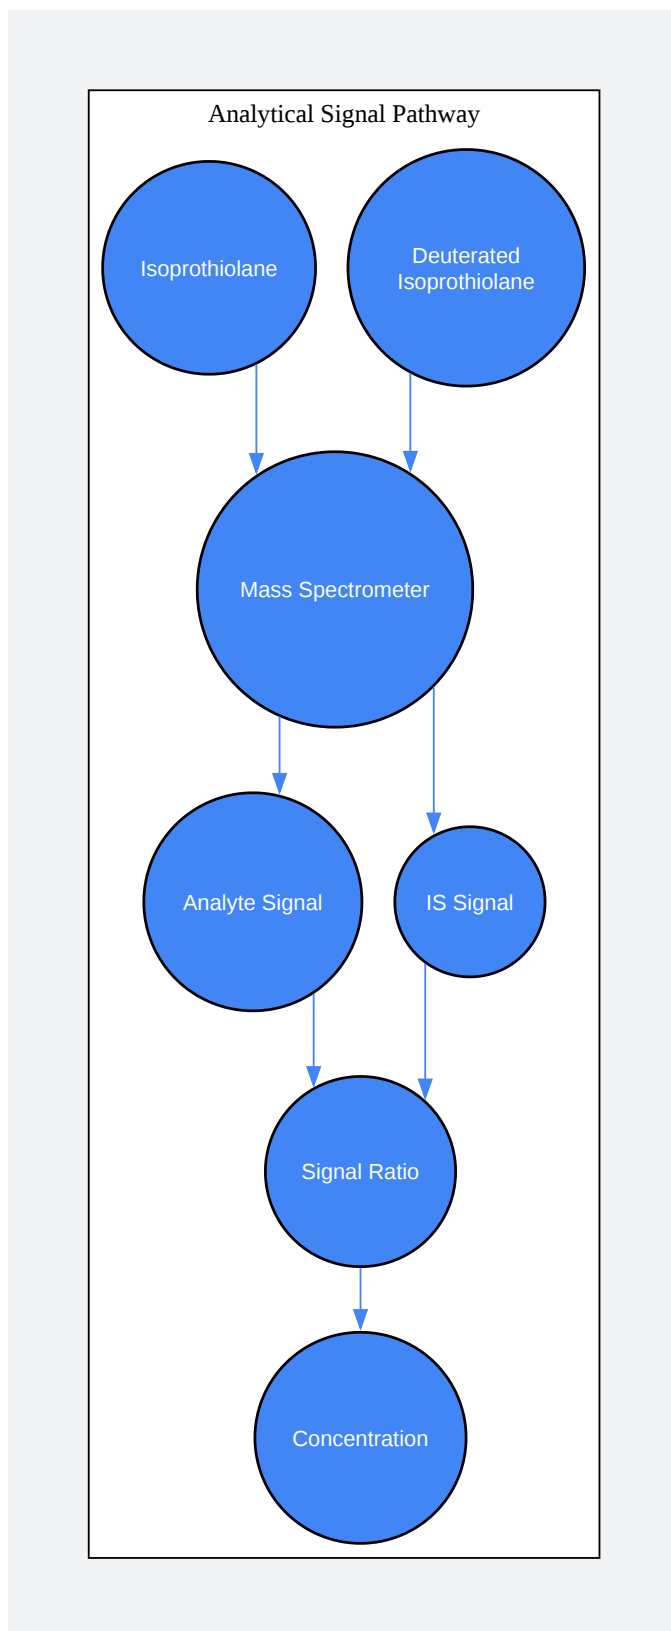 Analytical Signal Pathway
Isoprothiolane
Deuterated
Isoprothiolane
Mass Spectrometer
Analyte Signal
IS Signal
Signal Ratio
Concentration